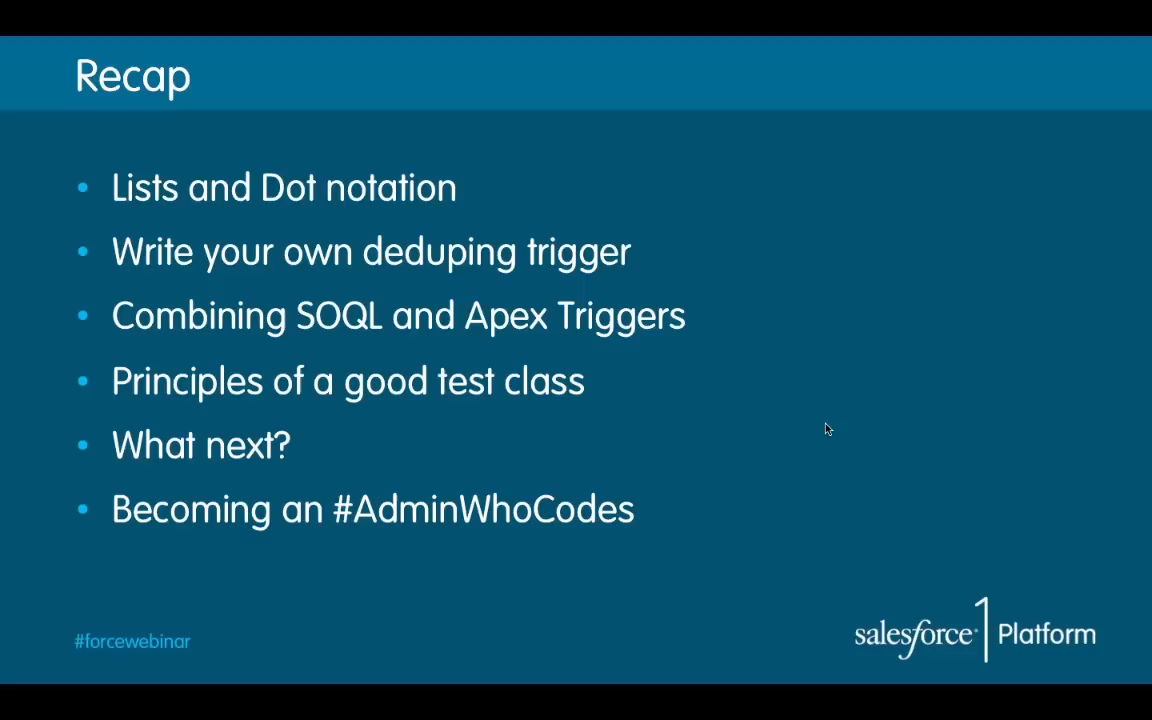 Recap
• Lists and Dot notation
• Write your own deduping trigger
• Combining SOQL and Apex Triggers
• Principles of a good test class
• What next?
• Becoming an #AdminWhoCodes
#forcewebinar
salesforce1 Platform